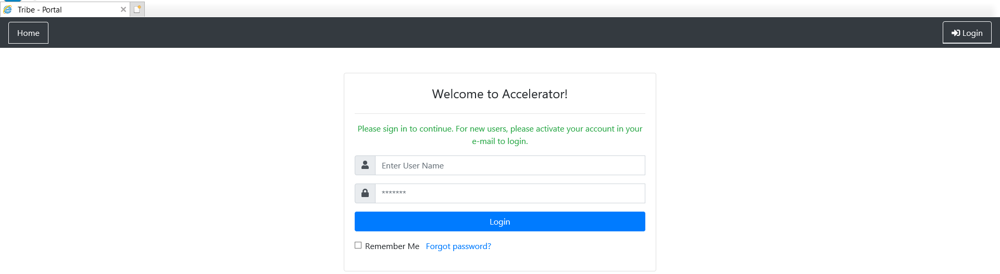 Tribe - Portal
Home
Login
Welcome to Accelerator!
Please sign in to continue. For new users, please activate your account in your
e-mail to login.
Enter User Name
*******
Login
Remember Me Forgot password?